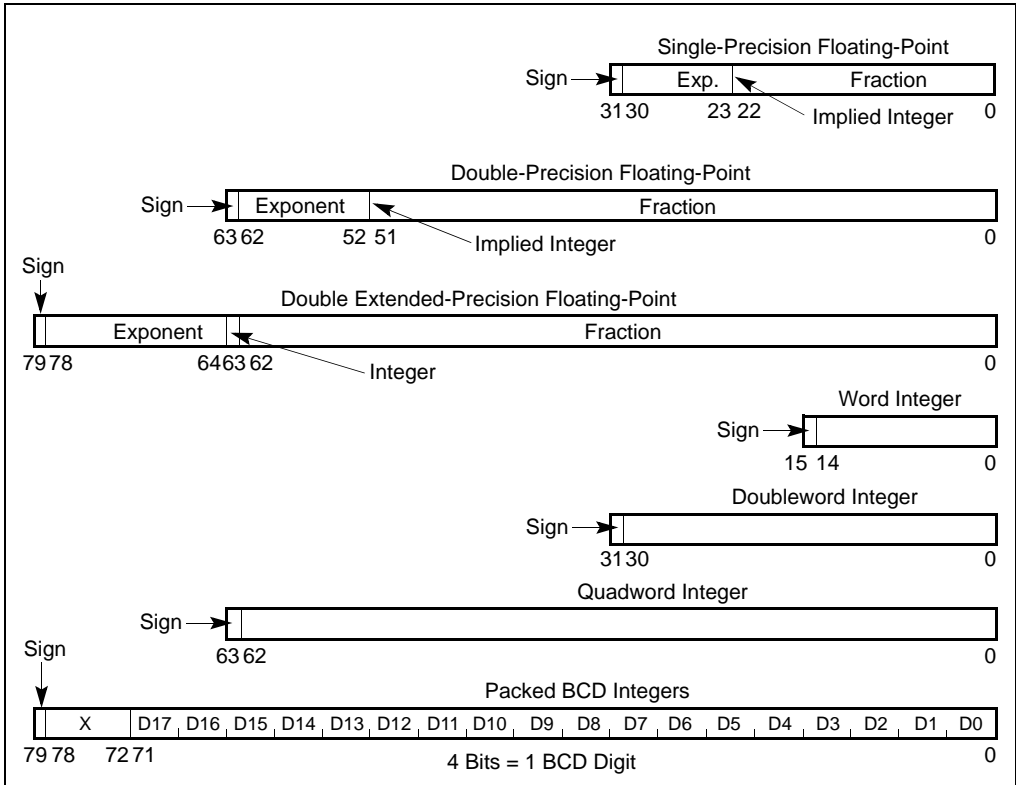 Single-Precision Floating-Point
Sign Exp. Fraction
31 30 23 22 Implied Integer 0
Double-Precision Floating-Point
Sign Exponent Fraction
63 62 52 51 Implied Integer 0
Sign
Double Extended-Precision Floating-Point
Exponent Fraction
79 78 64 63 62 Integer 0
Word Integer
Sign
15 14 0
Doubleword Integer
Sign
31 30 0
Quadword Integer
Sign
63 62 0
Sign
Packed BCD Integers
X D17 D16 D15 D14 D13 D12 D11 D10 D9 D8 D7 D6 D5 D4 D3 D2 D1 D0
79 78 72 71 4 Bits = 1 BCD Digit 0